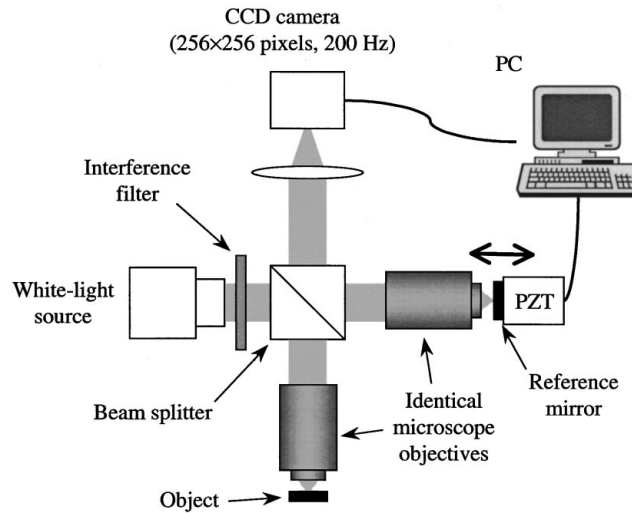 CCD camera
(256×256 pixels, 200 Hz)
PC
Interference
filter
White-light
source
PZT
Reference
mirror
Beam splitter
Identical
microscope
objectives
Object